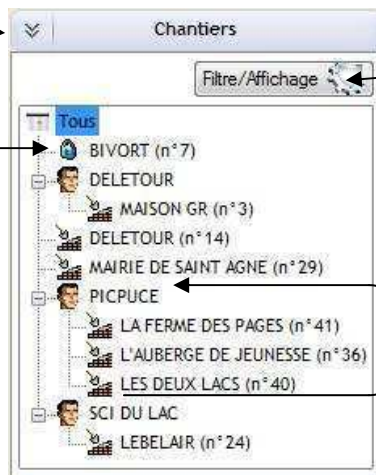 Chantiers
Filtre/Affichage
Tous
BIVORT (n°7)
DELETOUR
MAISON GR (n°3)
DELETOUR (n°14)
MAIRIE DE SAINT AGNE (n°29)
PICPUCE
LA FERME DES PAGES (n°41)
L'AUBERGE DE JEUNESSE (n°36)
LES DEUX LACS (n°40)
SCI DU LAC
LEBELAIR (n°24)